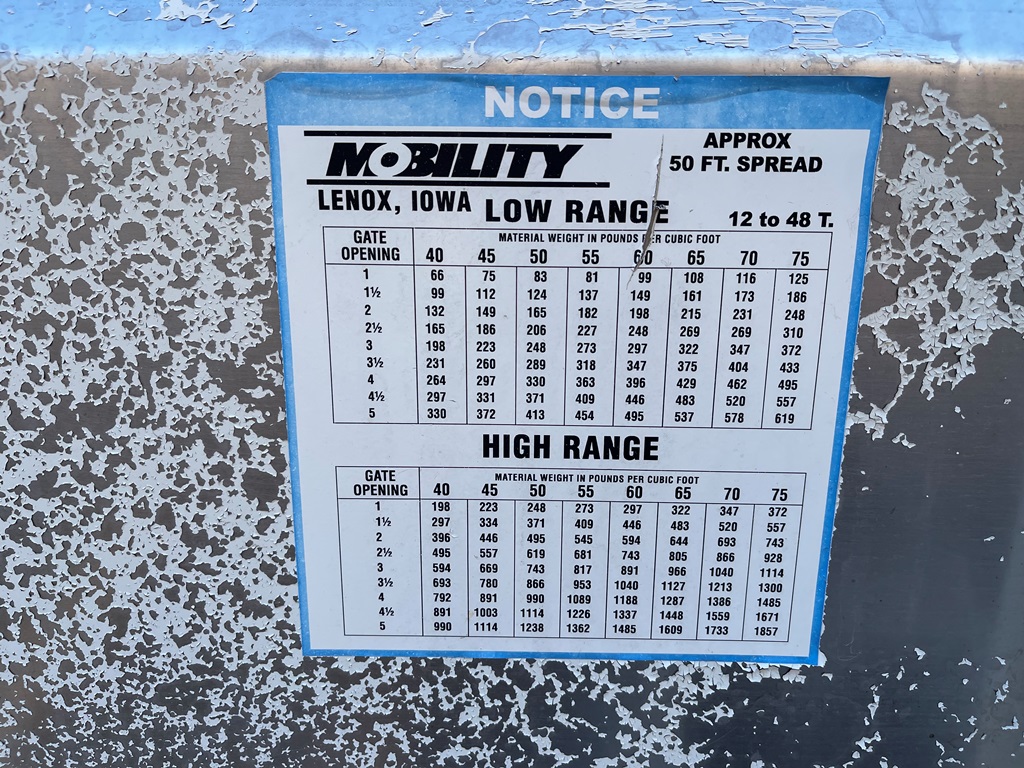 NOTICE
MOBILITY
LENOX, IOWA
APPROX
50 FT. SPREAD
LOW RANGE
12 to 48 T.
GATE OPENING MATERIAL WEIGHT IN POUNDS PER CUBIC FOOT
40 45 50 55 60 65 70 75
1 66 75 83 81 99 108 116 125
1½ 99 112 124 137 149 161 173 186
2 132 149 165 182 198 215 231 248
2½ 165 186 206 227 248 269 269 310
3 198 223 248 273 297 322 347 372
3½ 231 260 289 318 347 375 404 433
4 264 297 330 363 396 429 462 495
4½ 297 331 371 409 446 483 520 557
5 330 372 413 454 495 537 578 619
HIGH RANGE
GATE OPENING MATERIAL WEIGHT IN POUNDS PER CUBIC FOOT
40 45 50 55 60 65 70 75
1 198 223 248 273 297 322 347 372
1½ 297 334 371 409 446 483 520 557
2 396 446 495 545 594 644 693 743
2½ 495 557 619 681 743 805 866 928
3 594 669 743 817 891 966 1040 1114
3½ 693 780 866 953 1040 1127 1213 1300
4 792 891 990 1089 1188 1287 1386 1485
4½ 891 1003 1114 1226 1337 1448 1559 1671
5 990 1114 1238 1362 1485 1609 1733 1857